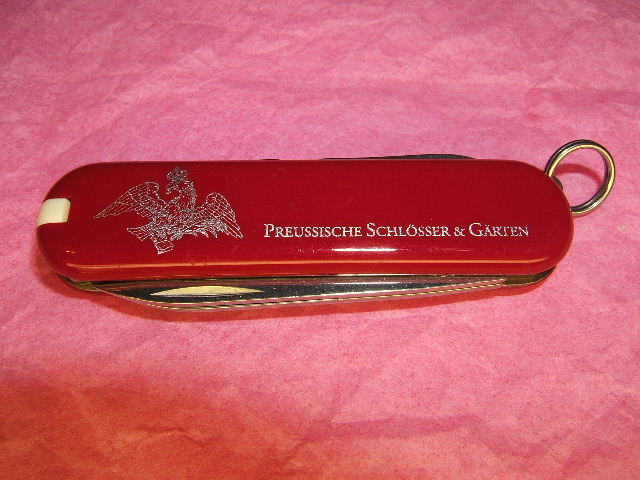 PREUSSISCHE SCHLÖSSER & GÄRTEN